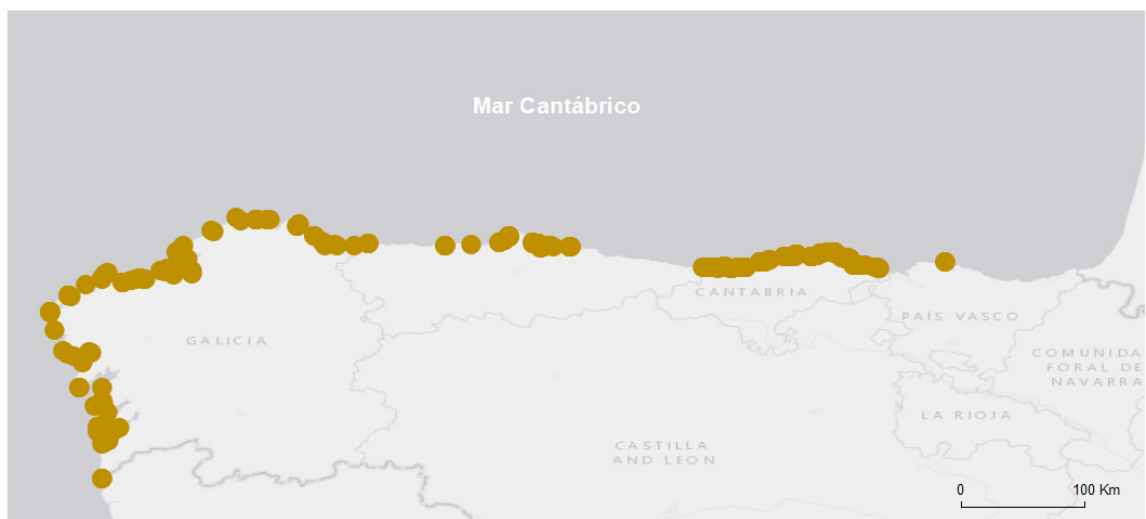 Mar Cantábrico
CANTABRIA
PAÍS VASCO
GALICIA
COMUNIDA
FORAL DE
NAVARRA
LA RIOJA
CASTILLA
AND LEON
0 100 Km